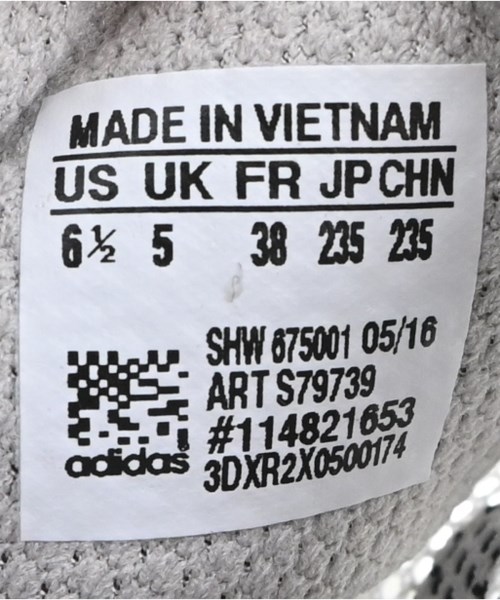 MADE IN VIETNAM
US UK FR JP CHN
6½ 5 38 235 235
SHW 675001 05/16
ART S79739
#114821653
adidas
3DXR2X0500174